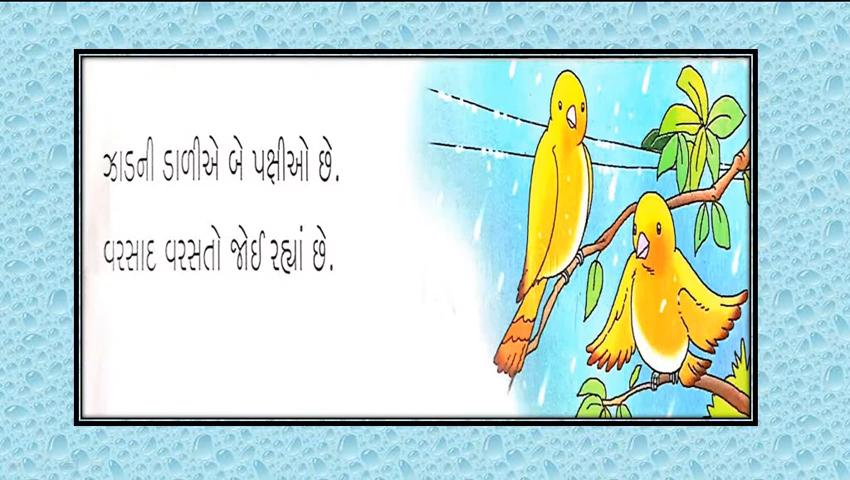 ઝાડની ડાળીએ બે પક્ષીઓ છે.
વરસાદ વરસતો જોઈ રહ્યાં છે.